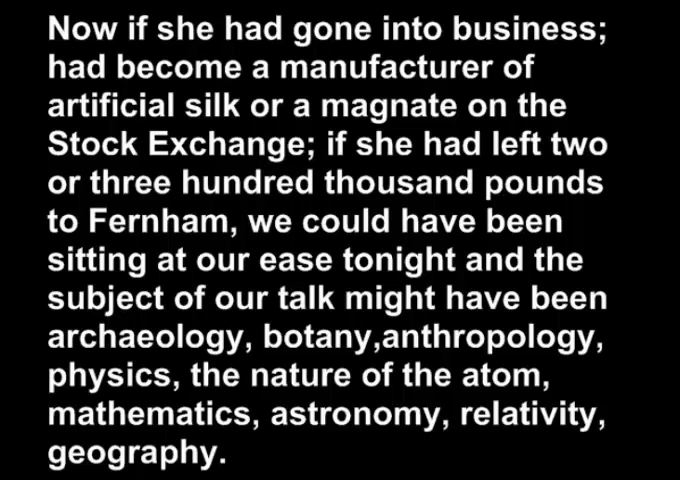 Now if she had gone into business;
had become a manufacturer of
artificial silk or a magnate on the
Stock Exchange; if she had left two
or three hundred thousand pounds
to Fernham, we could have been
sitting at our ease tonight and the
subject of our talk might have been
archaeology, botany,anthropology,
physics, the nature of the atom,
mathematics, astronomy, relativity,
geography.